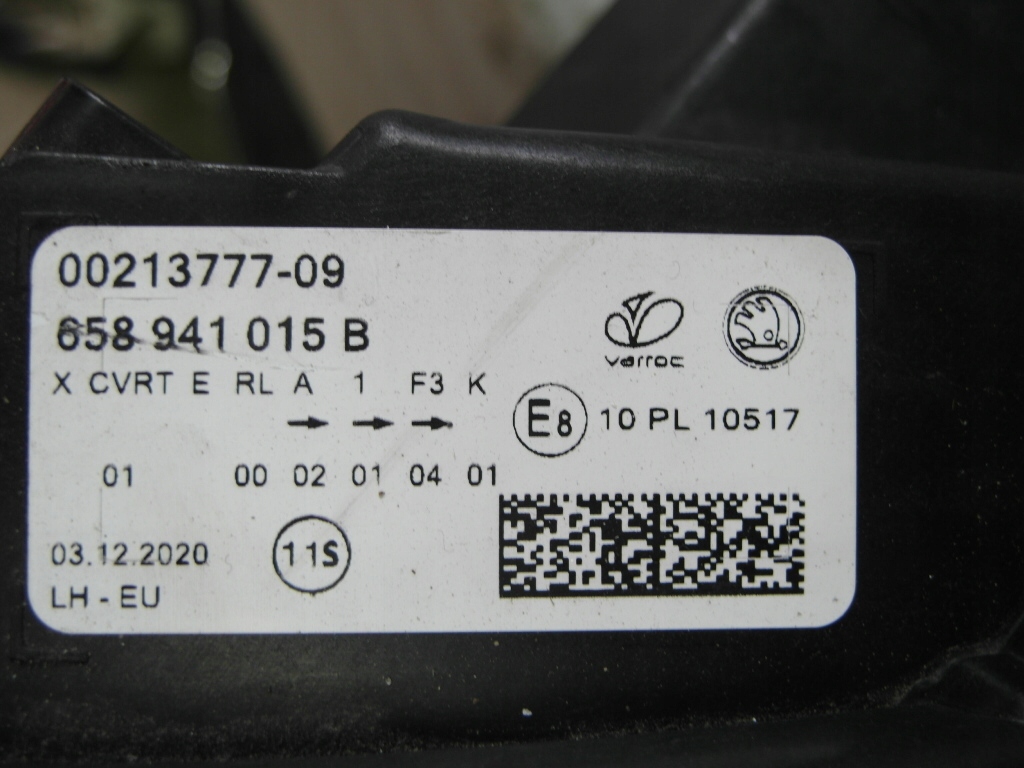 00213777-09
658 941 015 B
X CVRT E RL A 1 F3 K
01 00 02 01 04 01
03.12.2020
11S
LH - EU
varroc
E8
10 PL 10517